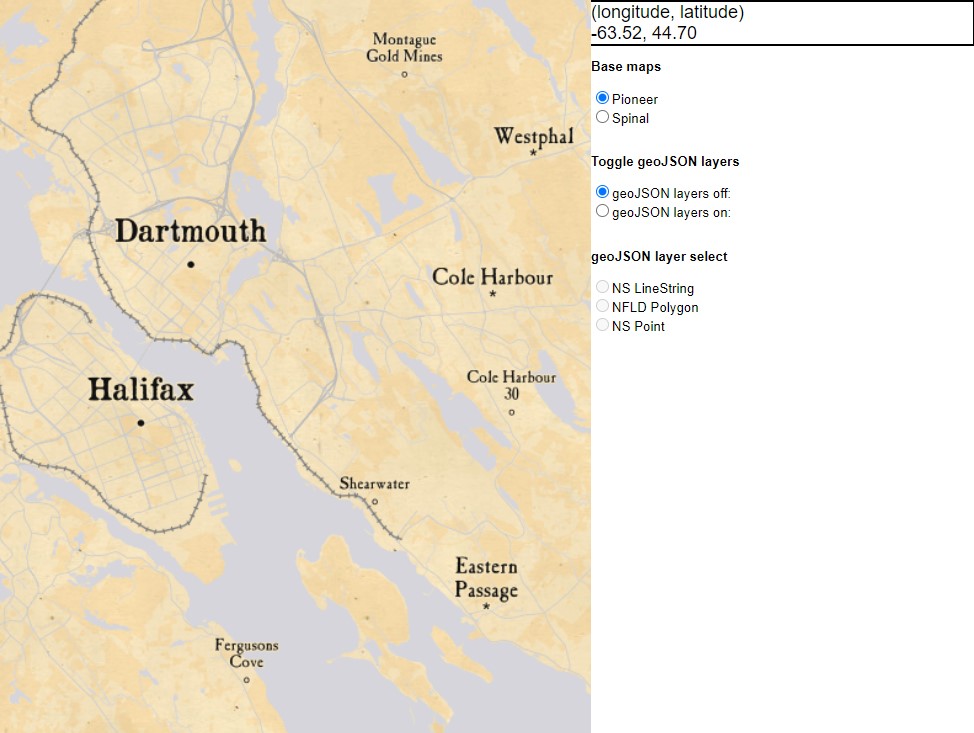 Montague
Gold Mines
Westphal
Dartmouth
Cole Harbour
Cole Harbour
30
Halifax
Shearwater
Eastern
Passage
Fergusons
Cove
(longitude, latitude)
-63.52, 44.70
Base maps
Pioneer
Spinal
Toggle geoJSON layers
geoJSON layers off:
geoJSON layers on:
geoJSON layer select
NS LineString
NFLD Polygon
NS Point